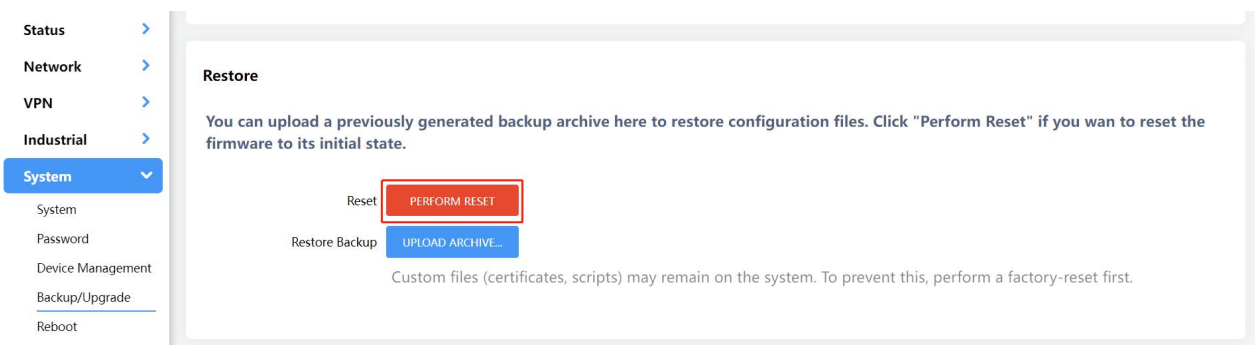 Status
Network
VPN
Industrial
System
System
Password
Device Management
Backup/Upgrade
Reboot
Restore
You can upload a previously generated backup archive here to restore configuration files. Click "Perform Reset" if you wan to reset the
firmware to its initial state.
Reset
PERFORM RESET
Restore Backup
UPLOAD ARCHIVE...
Custom files (certificates, scripts) may remain on the system. To prevent this, perform a factory-reset first.